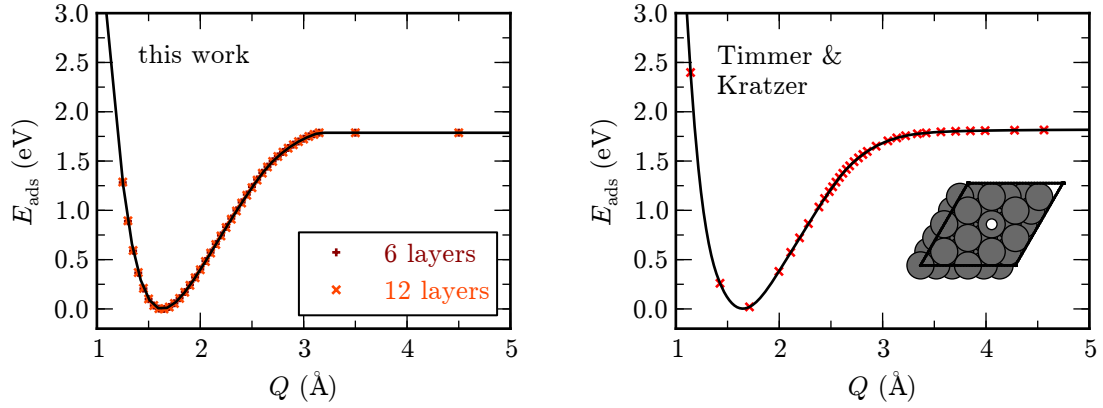 3.0
2.5
2.0
1.5
1.0
0.5
0.0
E_ads (eV)
this work
6 layers
12 layers
1 2 3 4 5
Q (Å)
3.0
2.5
2.0
1.5
1.0
0.5
0.0
E_ads (eV)
Timmer &
Kratzer
1 2 3 4 5
Q (Å)